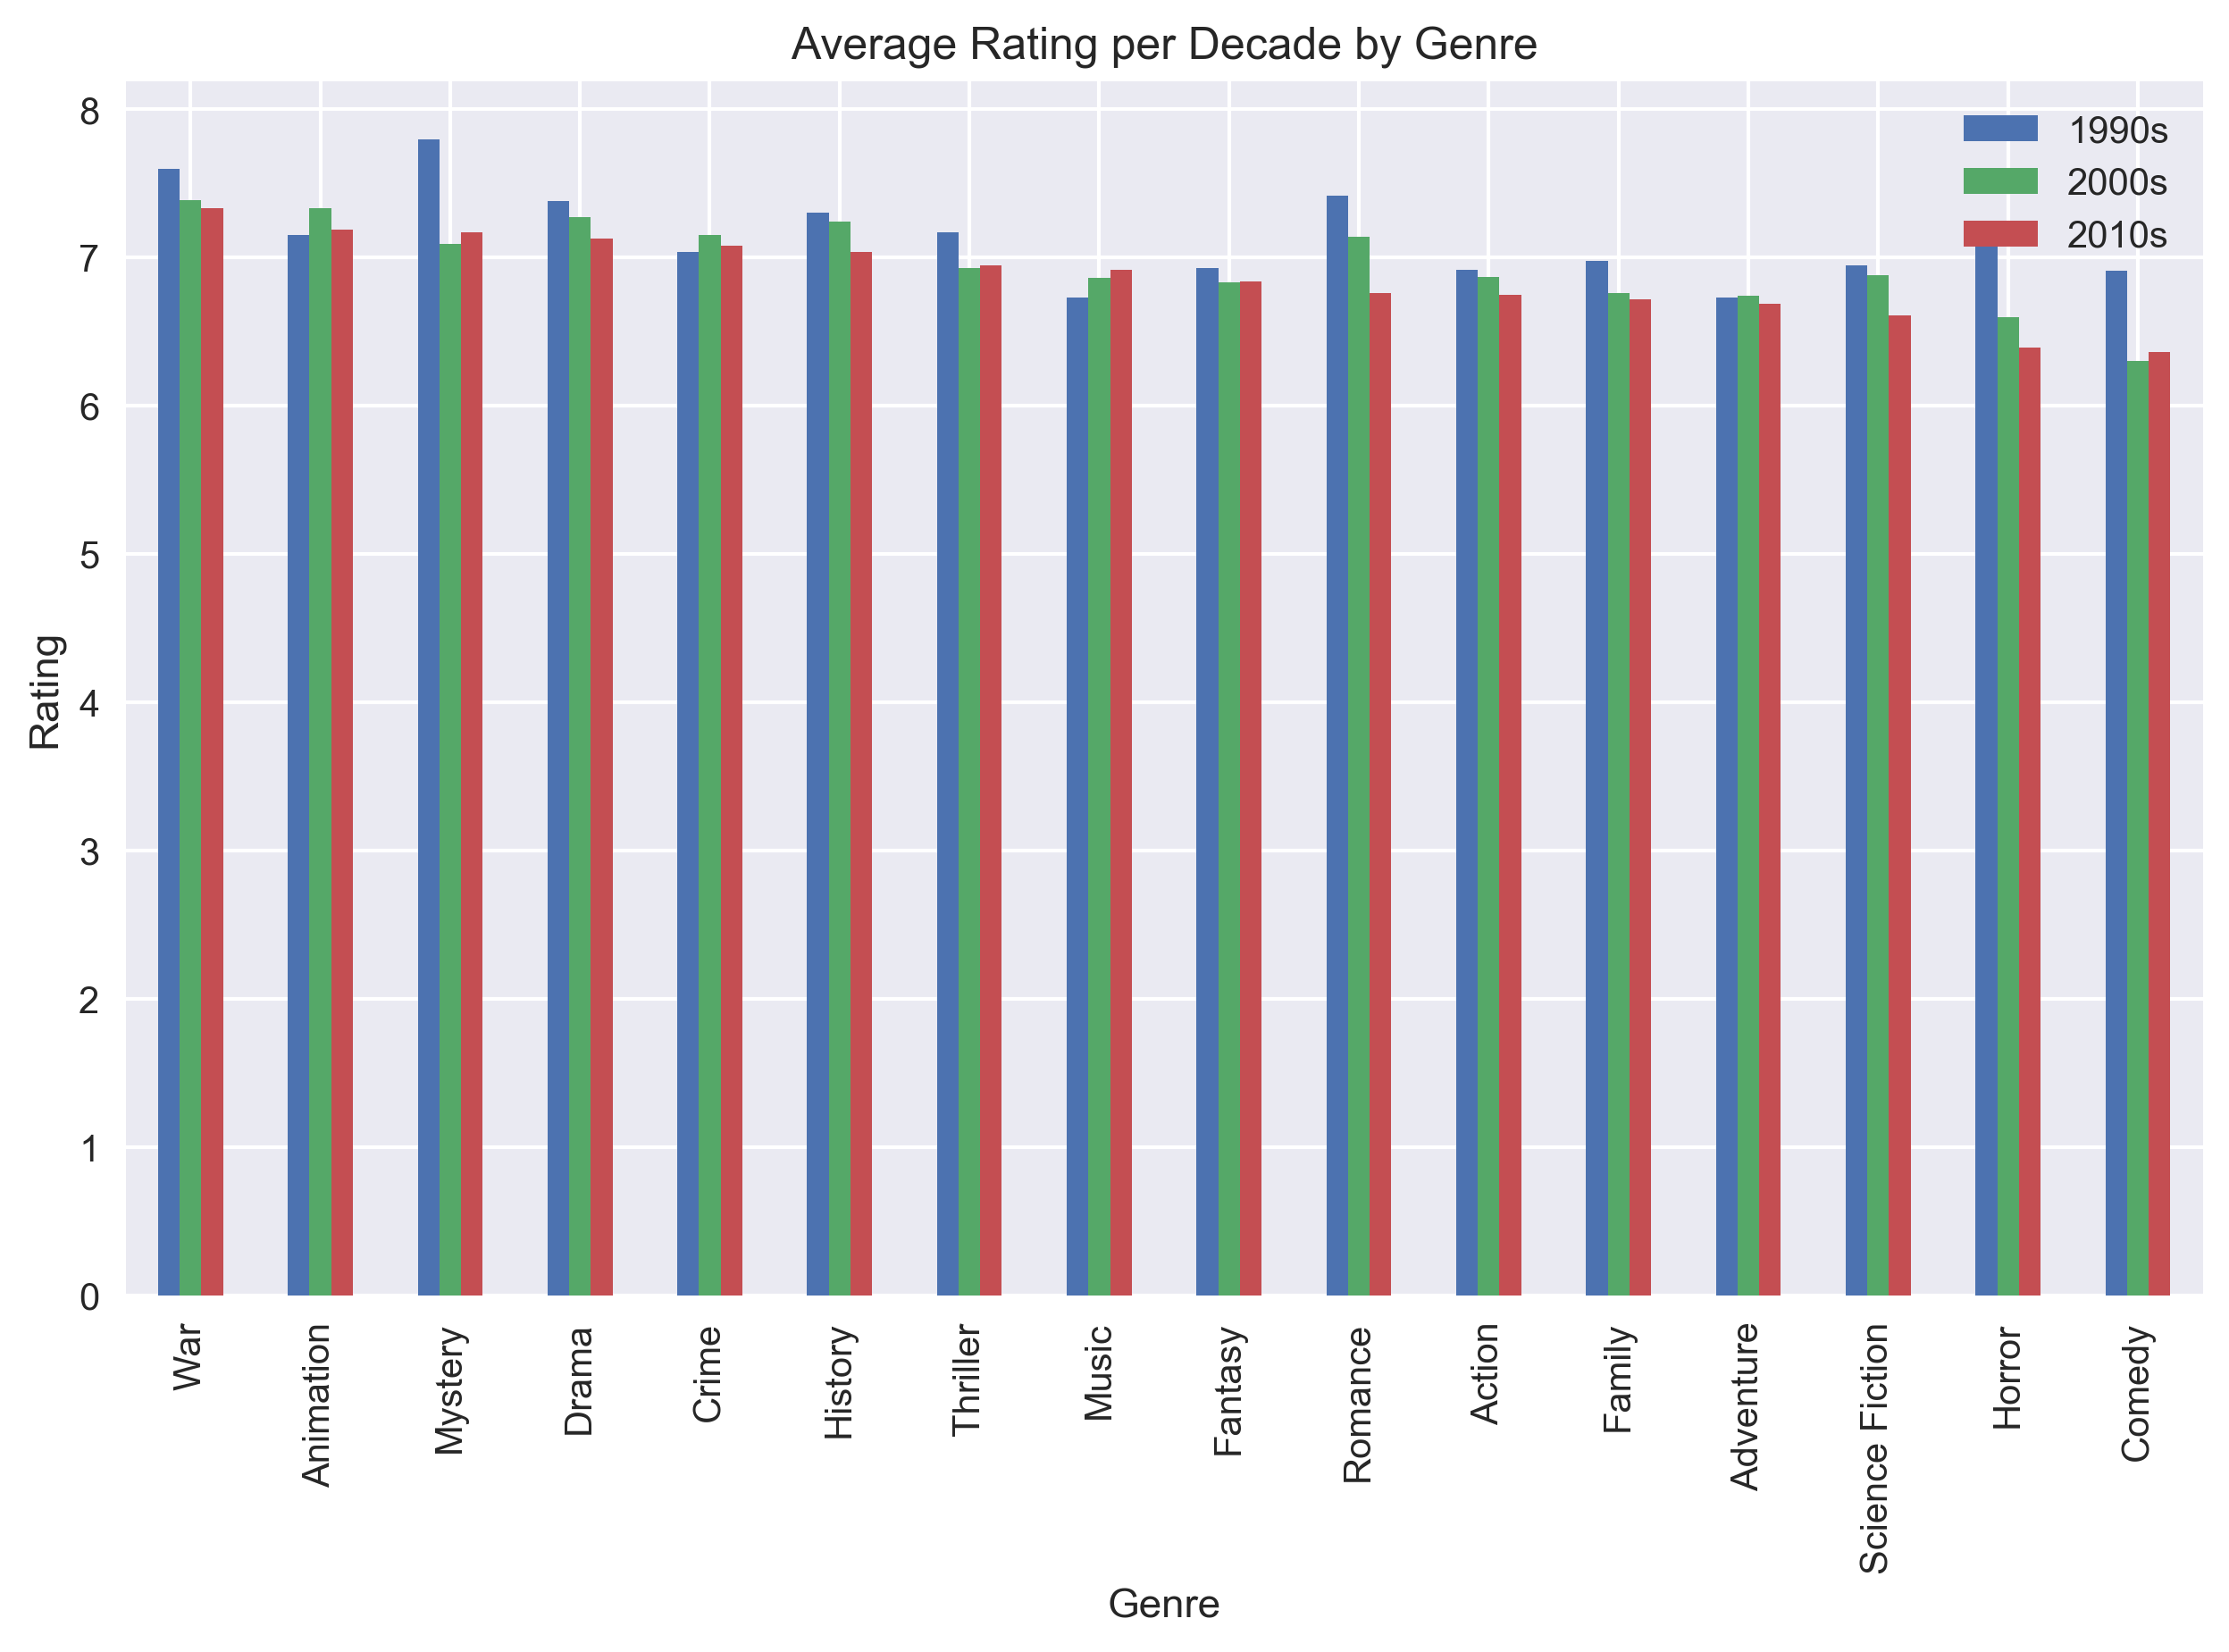 Average Rating per Decade by Genre
8
7
6
5
4
3
2
1
0
Rating
1990s
2000s
2010s
War
Animation
Mystery
Drama
Crime
History
Thriller
Music
Fantasy
Romance
Action
Family
Adventure
Science Fiction
Horror
Comedy
Genre